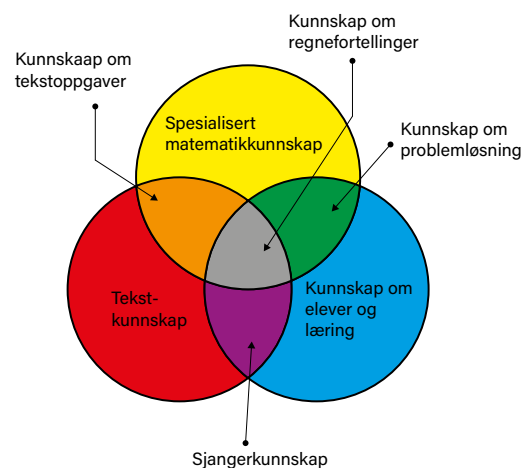 Kunnskap om
regnefortellinger
Kunnskaap om
tekstoppgaver
Spesialisert
matematikkunnskap
Kunnskap om
problemløsning
Tekst-
kunnskap
Kunnskap om
elever og
læring
Sjangerkunnskap